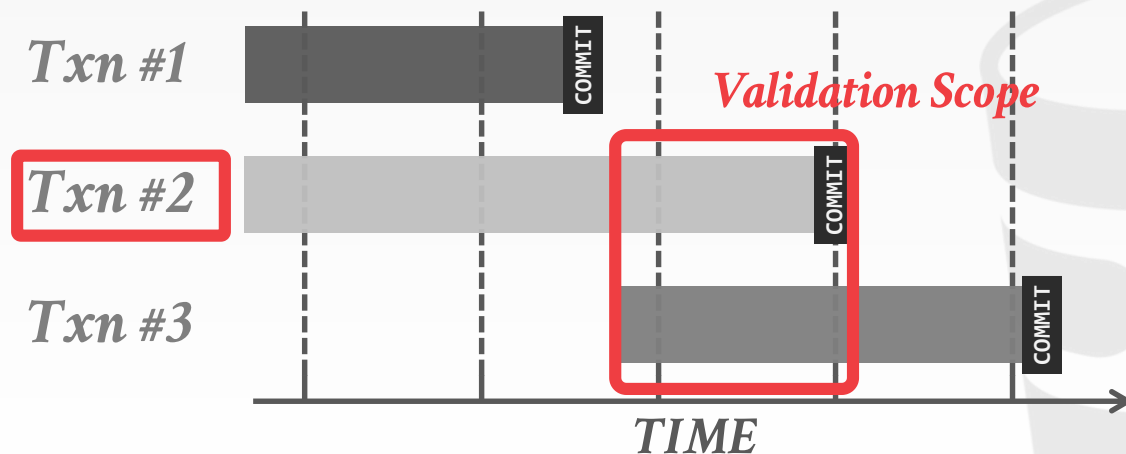 Txn #1
COMMIT
Validation Scope
Txn #2
COMMIT
Txn #3
COMMIT
TIME